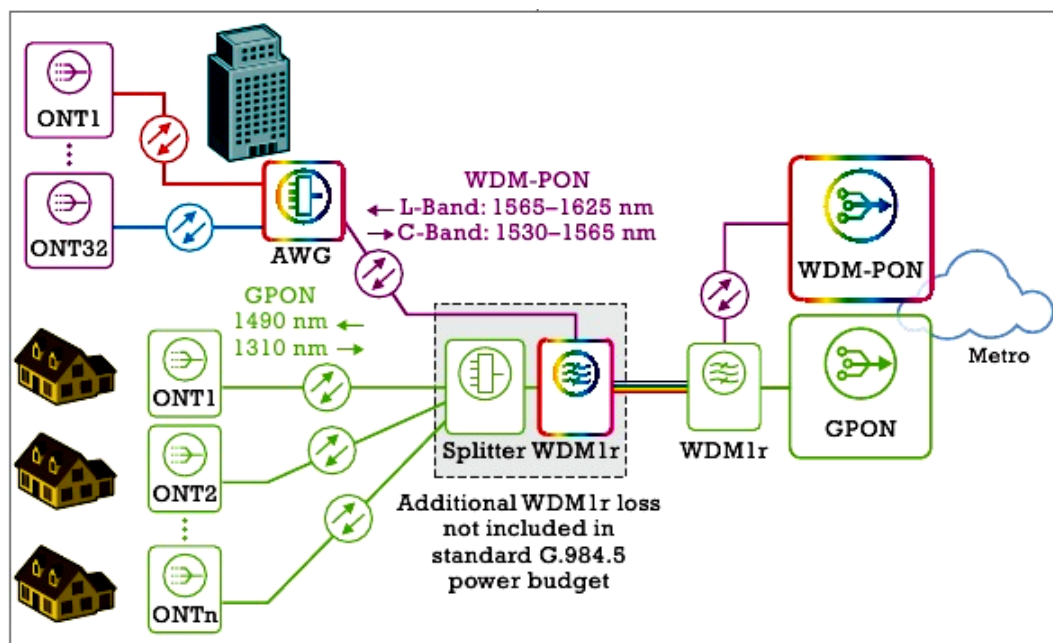 ONT1
ONT32
AWG
WDM-PON
L-Band: 1565–1625 nm
C-Band: 1530–1565 nm
WDM-PON
Metro
GPON
1490 nm
1310 nm
ONT1
ONT2
ONTn
Splitter
WDM1r
WDM1r
GPON
Additional WDM1r loss
not included in
standard G.984.5
power budget